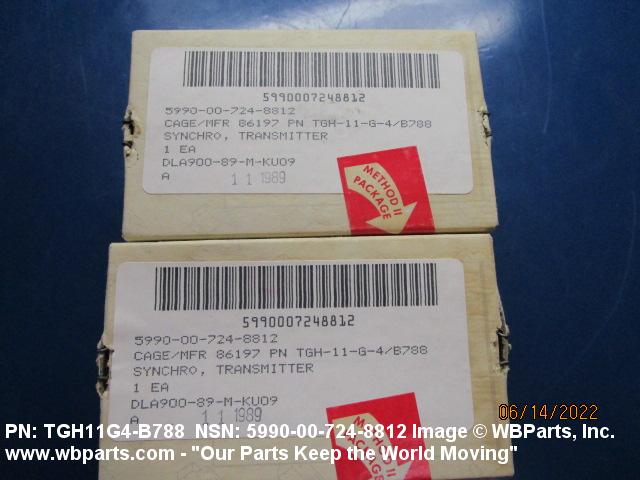 5990007248812
5990-00-724-8812
CAGE/MFR 86197 PN TGH-11-G-4/B788
SYNCHRO, TRANSMITTER
1 EA
DLA900-89-M-KU09
A 1 1 1989
METHOD II
PACKAGE
5990007248812
5990-00-724-8812
CAGE/MFR 86197 PN TGH-11-G-4/B788
SYNCHRO, TRANSMITTER
1 EA
DLA900-89-M-KU09
A 1 1 1989
METHOD II
PACKAGE
06/14/2022
PN: TGH11G4-B788 NSN: 5990-00-724-8812 Image © WBParts, Inc.
www.wbparts.com - "Our Parts Keep the World Moving"